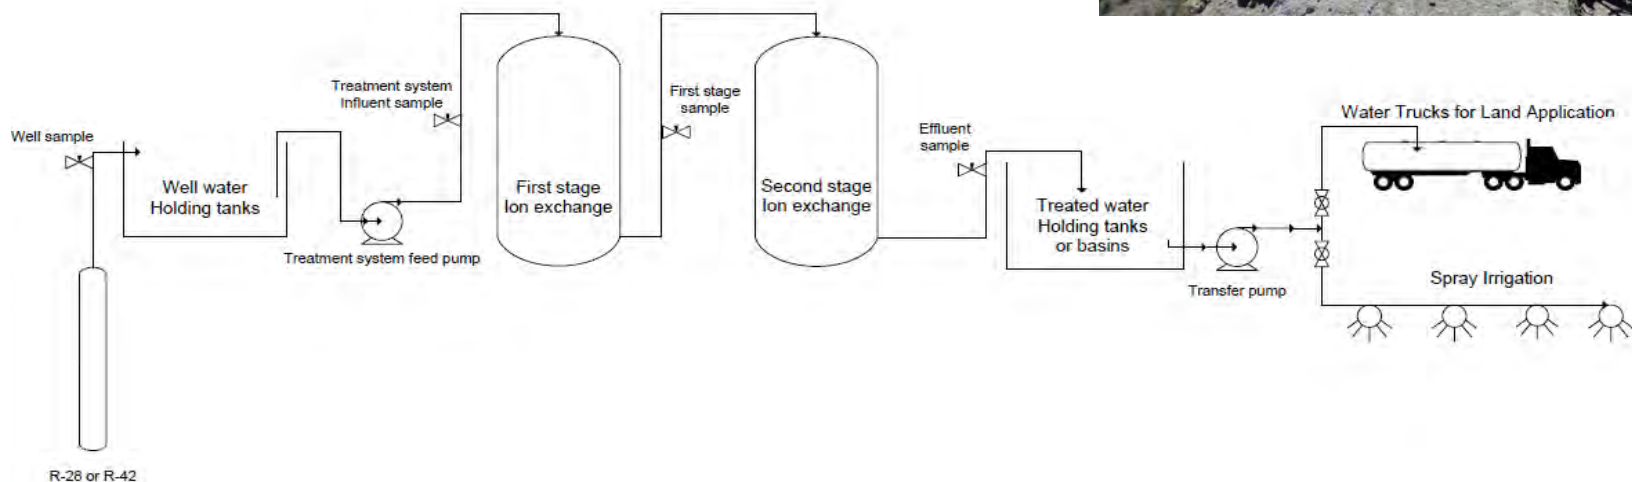 Well sample
Well water
Holding tanks
R-28 or R-42
Treatment system feed pump
Treatment system
Influent sample
First stage
Ion exchange
First stage
sample
Second stage
Ion exchange
Effluent
sample
Treated water
Holding tanks
or basins
Transfer pump
Water Trucks for Land Application
Spray Irrigation